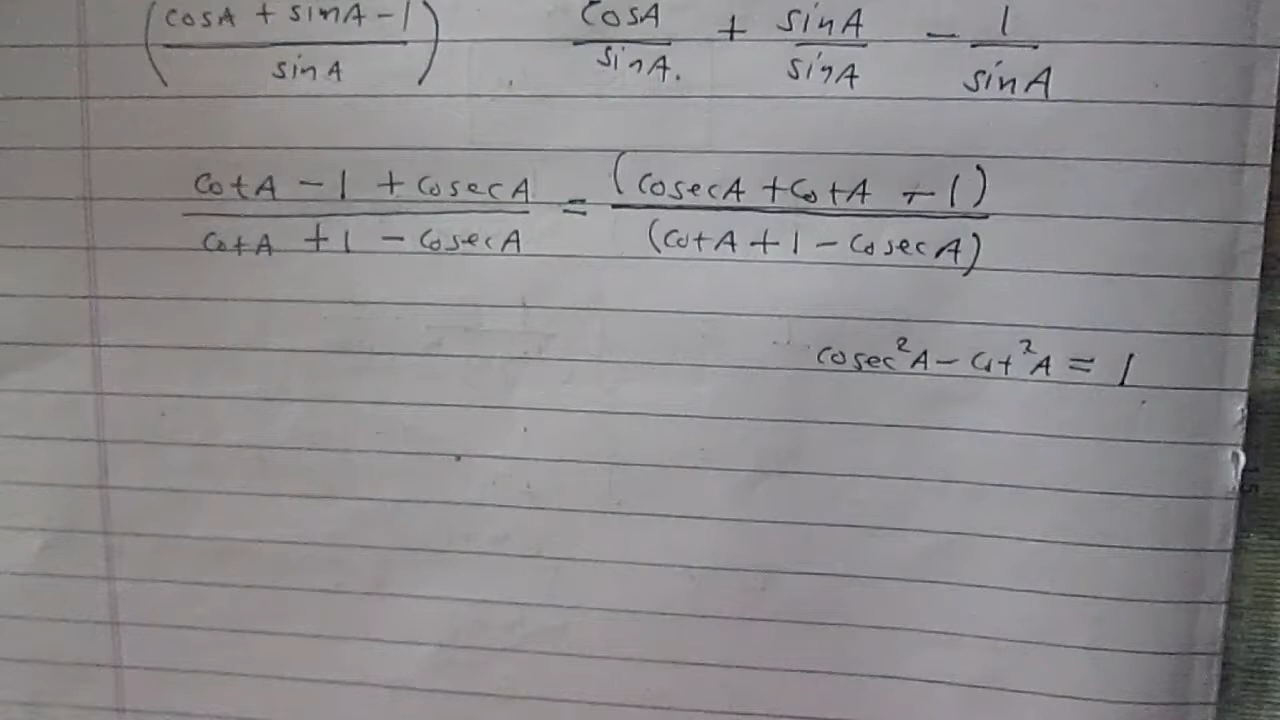 (cosA + sinA - 1 / sinA) cosA/sinA. + sinA/sinA - 1/sinA
cotA - 1 + cosecA / cotA + 1 - cosecA = (cosecA + cotA + 1) / (cotA + 1 - cosecA)
cosec²A - cot²A = 1